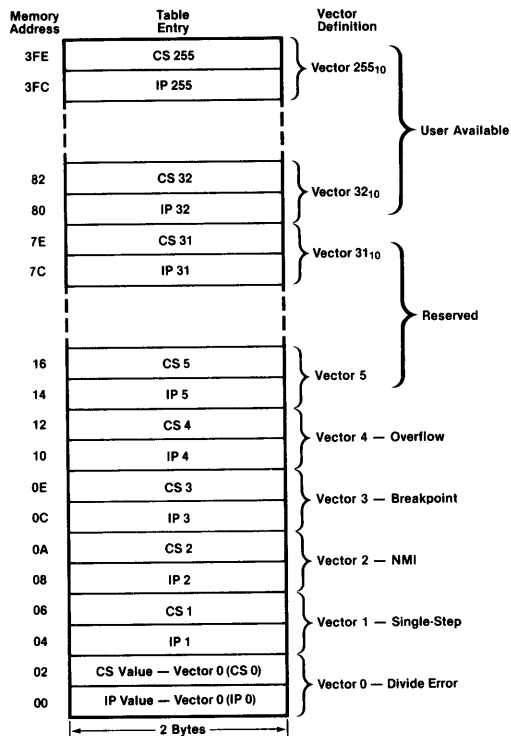 Memory Address
Table Entry
Vector Definition
3FE CS 255
3FC IP 255
Vector 255₁₀
User Available
82 CS 32
80 IP 32
Vector 32₁₀
7E CS 31
7C IP 31
Vector 31₁₀
Reserved
16 CS 5
14 IP 5
Vector 5
12 CS 4
10 IP 4
Vector 4 — Overflow
0E CS 3
0C IP 3
Vector 3 — Breakpoint
0A CS 2
08 IP 2
Vector 2 — NMI
06 CS 1
04 IP 1
Vector 1 — Single-Step
02 CS Value — Vector 0 (CS 0)
00 IP Value — Vector 0 (IP 0)
Vector 0 — Divide Error
2 Bytes